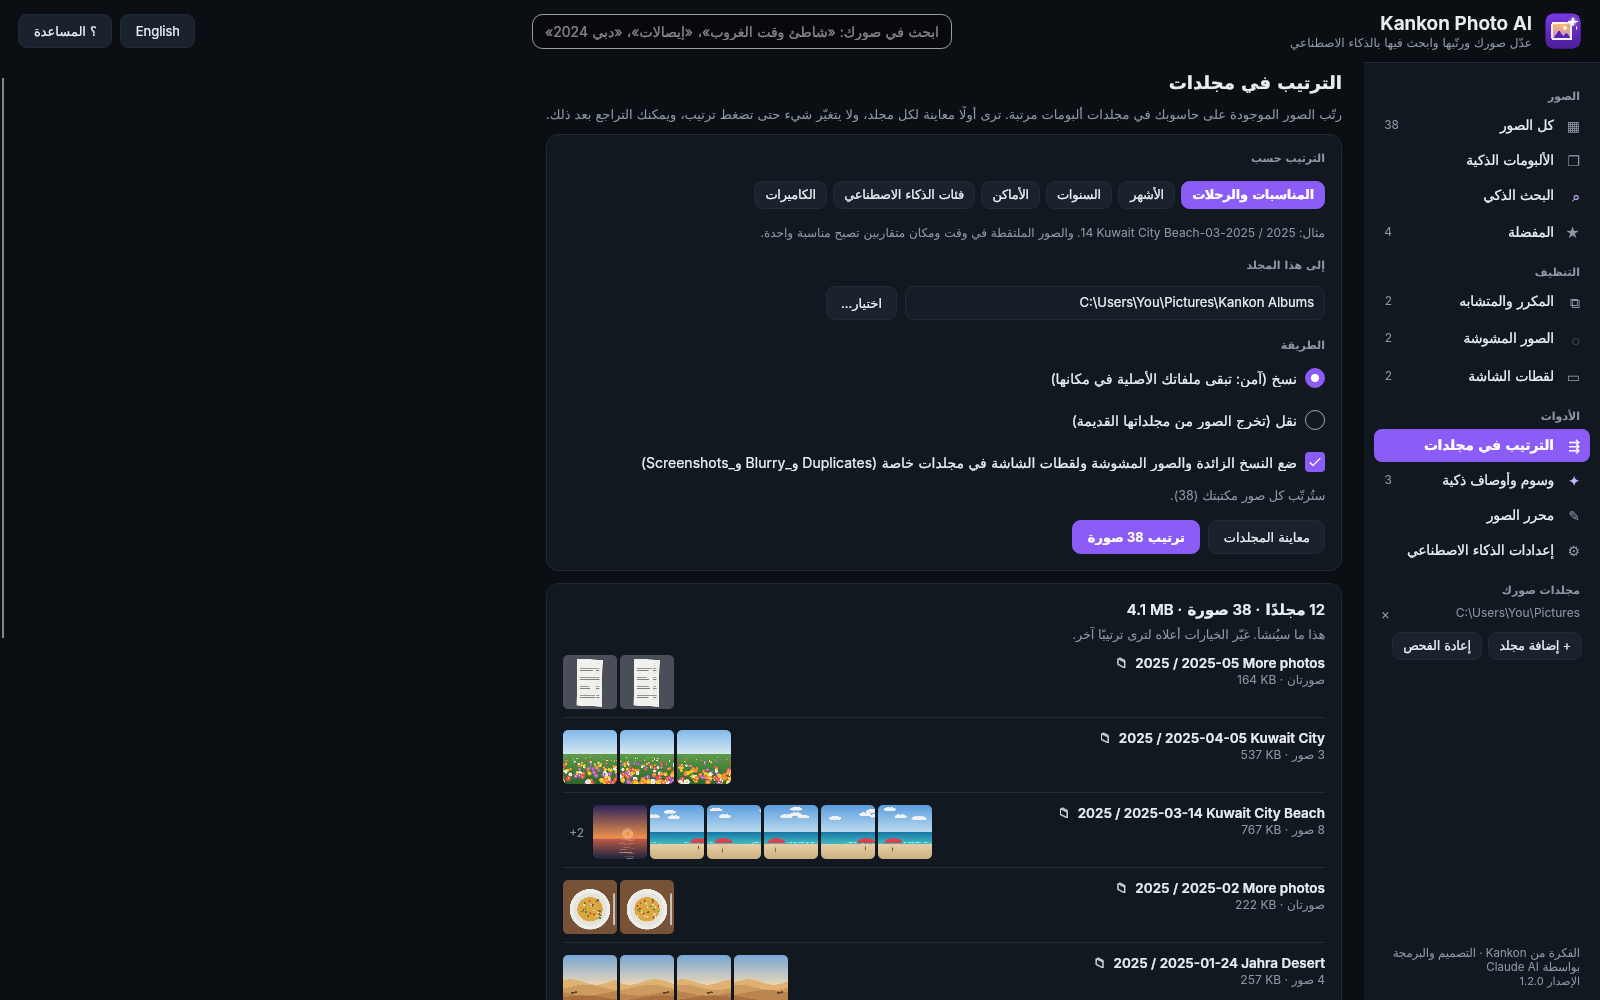 Kankon Photo AI
عدّل صورك ورتّبها وابحث فيها بالذكاء الاصطناعي
ابحث في صورك: «شاطئ وقت الغروب»، «إيصالات»، «دبي 2024»
English
؟ المساعدة
الصور
كل الصور 38
الألبومات الذكية
البحث الذكي
المفضلة 4
التنظيف
المكرر والمتشابه 2
الصور المشوشة 2
لقطات الشاشة 2
الأدوات
الترتيب في مجلدات
وسوم وأوصاف ذكية 3
محرر الصور
إعدادات الذكاء الاصطناعي
مجلدات صورك
C:\Users\You\Pictures ×
+ إضافة مجلد
إعادة الفحص
الفكرة من Kankon · التصميم والبرمجة
بواسطة Claude AI
الإصدار 1.2.0
الترتيب في مجلدات
رتّب الصور الموجودة على حاسوبك في مجلدات ألبومات مرتبة. ترى أولًا معاينة لكل مجلد، ولا يتغيّر شيء حتى تضغط ترتيب، ويمكنك التراجع بعد ذلك.
الترتيب حسب
المناسبات والرحلات
الأشهر
السنوات
الأماكن
فئات الذكاء الاصطناعي
الكاميرات
مثال: 2025 / 2025-03-14 Kuwait City Beach. والصور الملتقطة في وقت ومكان متقاربين تصبح مناسبة واحدة.
إلى هذا المجلد
C:\Users\You\Pictures\Kankon Albums
اختيار...
الطريقة
نسخ (آمن: تبقى ملفاتك الأصلية في مكانها)
نقل (تخرج الصور من مجلداتها القديمة)
ضع النسخ الزائدة والصور المشوشة ولقطات الشاشة في مجلدات خاصة (Duplicates و_Blurry و_Screenshots)
ستُرتّب كل صور مكتبتك (38).
معاينة المجلدات
ترتيب 38 صورة
12 مجلدًا · 38 صورة · 4.1 MB
هذا ما سيُنشأ. غيّر الخيارات أعلاه لترى ترتيبًا آخر.
2025 / 2025-05 More photos
صورتان · 164 KB
2025 / 2025-04-05 Kuwait City
3 صور · 537 KB
2025 / 2025-03-14 Kuwait City Beach
8 صور · 767 KB
+2
2025 / 2025-02 More photos
صورتان · 222 KB
2025 / 2025-01-24 Jahra Desert
4 صور · 257 KB